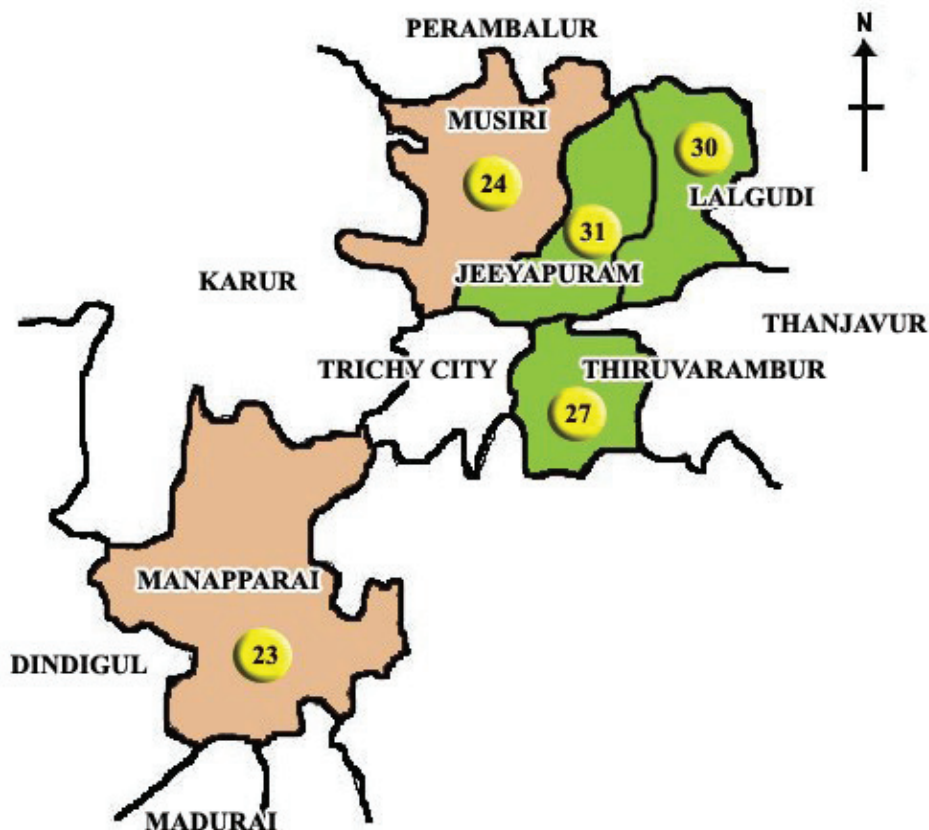 PERAMBALUR
N
MUSIRI
30
24
LALGUDI
31
JEEYAPURAM
KARUR
THANJAVUR
TRICHY CITY
THIRUVARAMBUR
27
MANAPPARAI
23
DINDIGUL
MADURAI